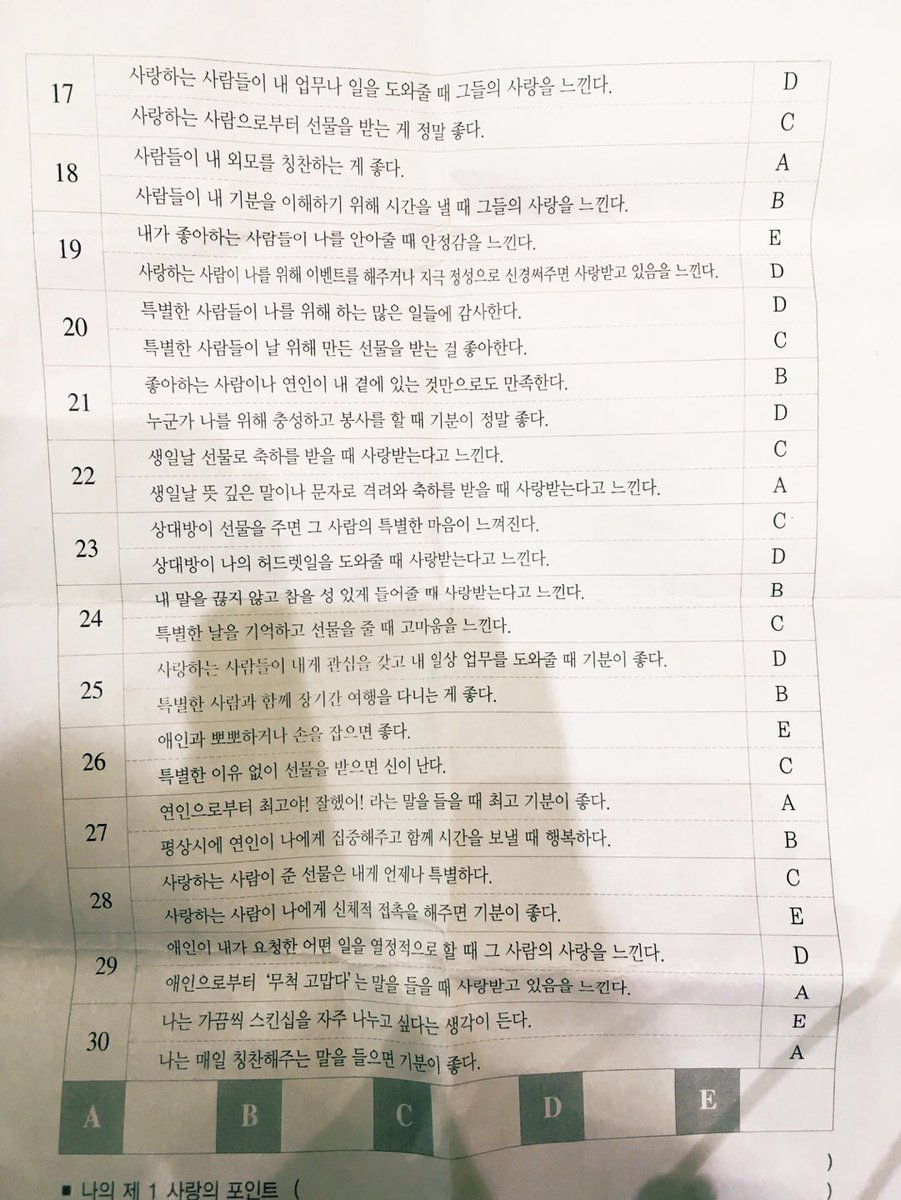 17 사랑하는 사람들이 내 업무나 일을 도와줄 때 그들의 사랑을 느낀다. D
사랑하는 사람으로부터 선물을 받는 게 정말 좋다. C
18 사람들이 내 외모를 칭찬하는 게 좋다. A
사람들이 내 기분을 이해하기 위해 시간을 낼 때 그들의 사랑을 느낀다. B
19 내가 좋아하는 사람들이 나를 안아줄 때 안정감을 느낀다. E
사랑하는 사람이 나를 위해 이벤트를 해주거나 지극 정성으로 신경써주면 사랑받고 있음을 느낀다. D
20 특별한 사람들이 나를 위해 하는 많은 일들에 감사한다. D
특별한 사람들이 날 위해 만든 선물을 받는 걸 좋아한다. C
21 좋아하는 사람이나 연인이 내 곁에 있는 것만으로도 만족한다. B
누군가 나를 위해 충성하고 봉사를 할 때 기분이 정말 좋다. D
22 생일날 선물로 축하를 받을 때 사랑받는다고 느낀다. C
생일날 뜻 깊은 말이나 문자로 격려와 축하를 받을 때 사랑받는다고 느낀다. A
23 상대방이 선물을 주면 그 사람의 특별한 마음이 느껴진다. C
상대방이 나의 허드렛일을 도와줄 때 사랑받는다고 느낀다. D
24 내 말을 끊지 않고 참을 성 있게 들어줄 때 사랑받는다고 느낀다. B
특별한 날을 기억하고 선물을 줄 때 고마움을 느낀다. C
25 사랑하는 사람들이 내게 관심을 갖고 내 일상 업무를 도와줄 때 기분이 좋다. D
특별한 사람과 함께 장기간 여행을 다니는 게 좋다. B
26 애인과 뽀뽀하거나 손을 잡으면 좋다. E
특별한 이유 없이 선물을 받으면 신이 난다. C
27 연인으로부터 최고야! 잘했어! 라는 말을 들을 때 최고 기분이 좋다. A
평상시에 연인이 나에게 집중해주고 함께 시간을 보낼 때 행복하다. B
28 사랑하는 사람이 준 선물은 내게 언제나 특별하다. C
사랑하는 사람이 나에게 신체적 접촉을 해주면 기분이 좋다. E
29 애인이 내가 요청한 어떤 일을 열정적으로 할 때 그 사람의 사랑을 느낀다. D
애인으로부터 '무척 고맙다'는 말을 들을 때 사랑받고 있음을 느낀다. A
30 나는 가끔씩 스킨십을 자주 나누고 싶다는 생각이 든다. E
나는 매일 칭찬해주는 말을 들으면 기분이 좋다. A
A B C D E
■ 나의 제 1 사랑의 포인트 ( )